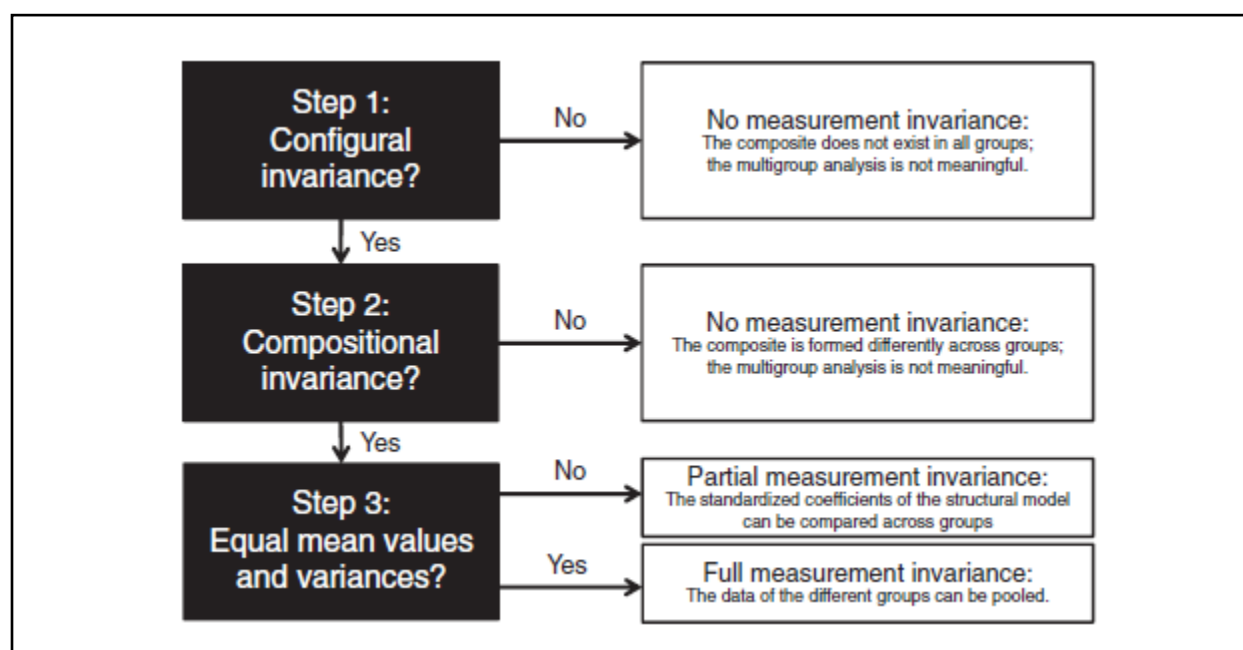 Step 1:
Configural
invariance?
No
No measurement invariance:
The composite does not exist in all groups;
the multigroup analysis is not meaningful.
Yes
Step 2:
Compositional
invariance?
No
No measurement invariance:
The composite is formed differently across groups;
the multigroup analysis is not meaningful.
Yes
Step 3:
Equal mean values
and variances?
No
Partial measurement invariance:
The standardized coefficients of the structural model
can be compared across groups
Yes
Full measurement invariance:
The data of the different groups can be pooled.